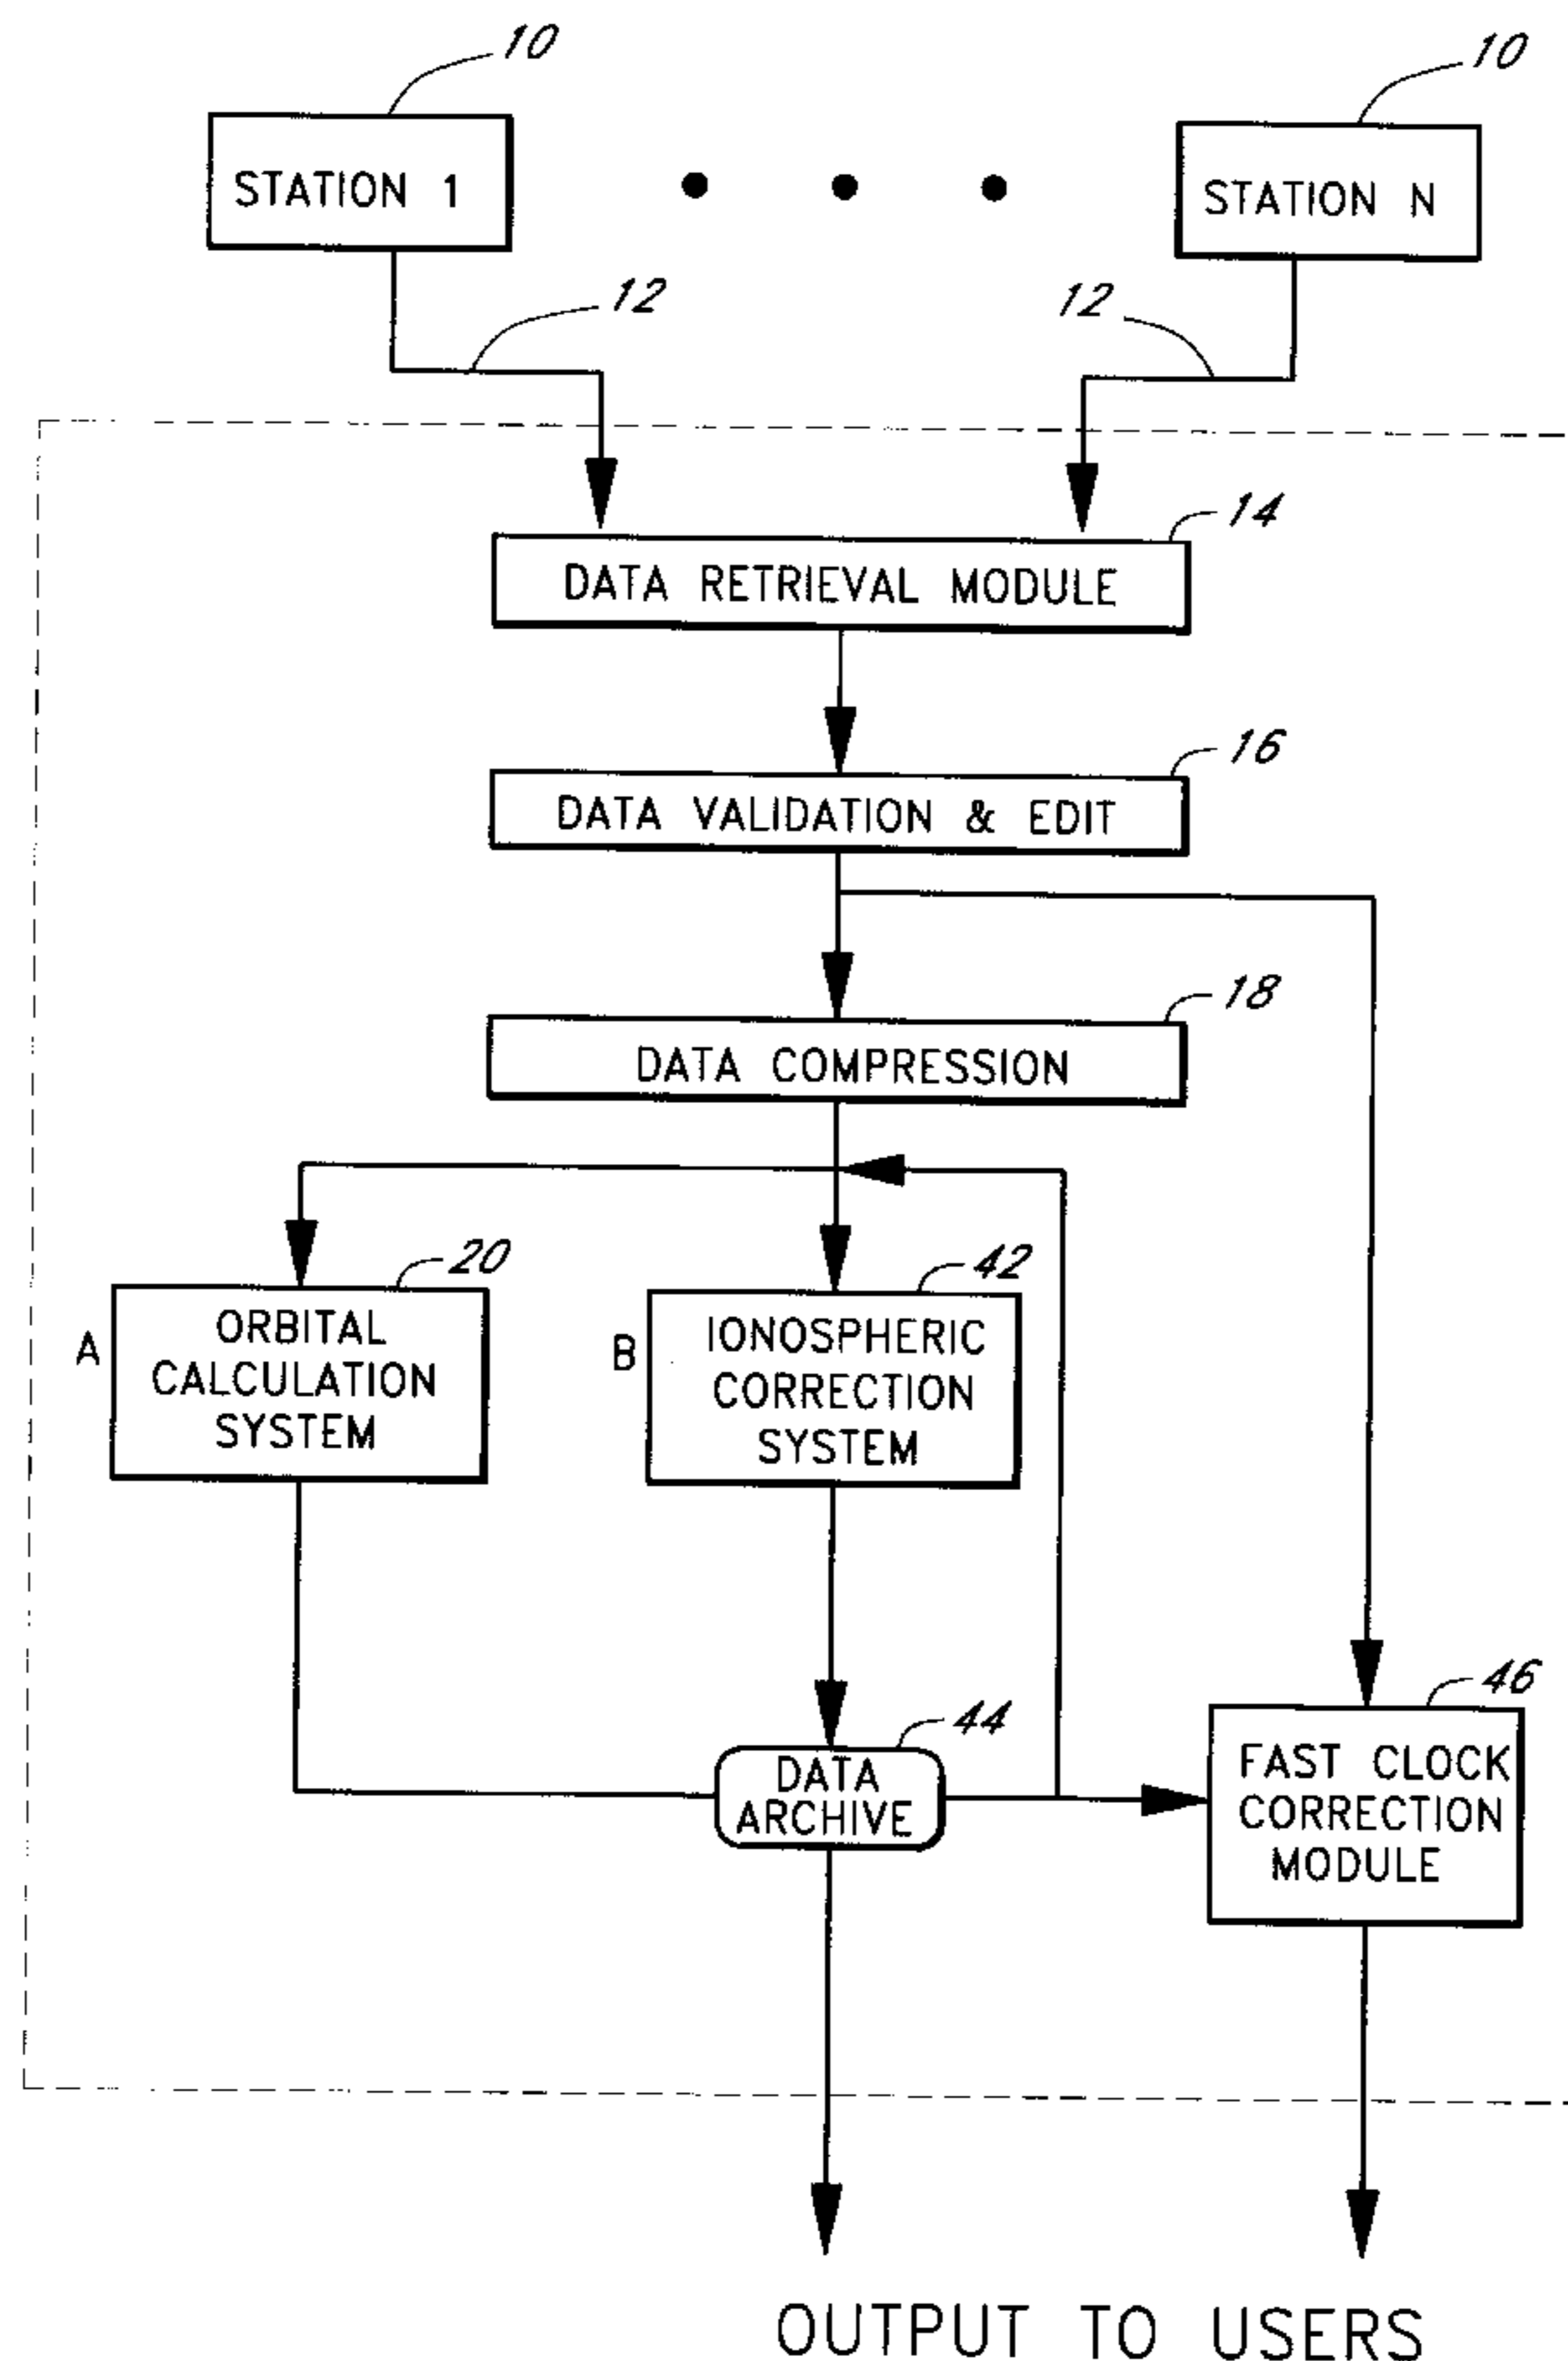 10
10
STATION 1
STATION N
12
12
14
DATA RETRIEVAL MODULE
16
DATA VALIDATION & EDIT
18
DATA COMPRESSION
20
42
A
ORBITAL
CALCULATION
SYSTEM
B
IONOSPHERIC
CORRECTION
SYSTEM
44
DATA
ARCHIVE
46
FAST CLOCK
CORRECTION
MODULE
OUTPUT TO USERS